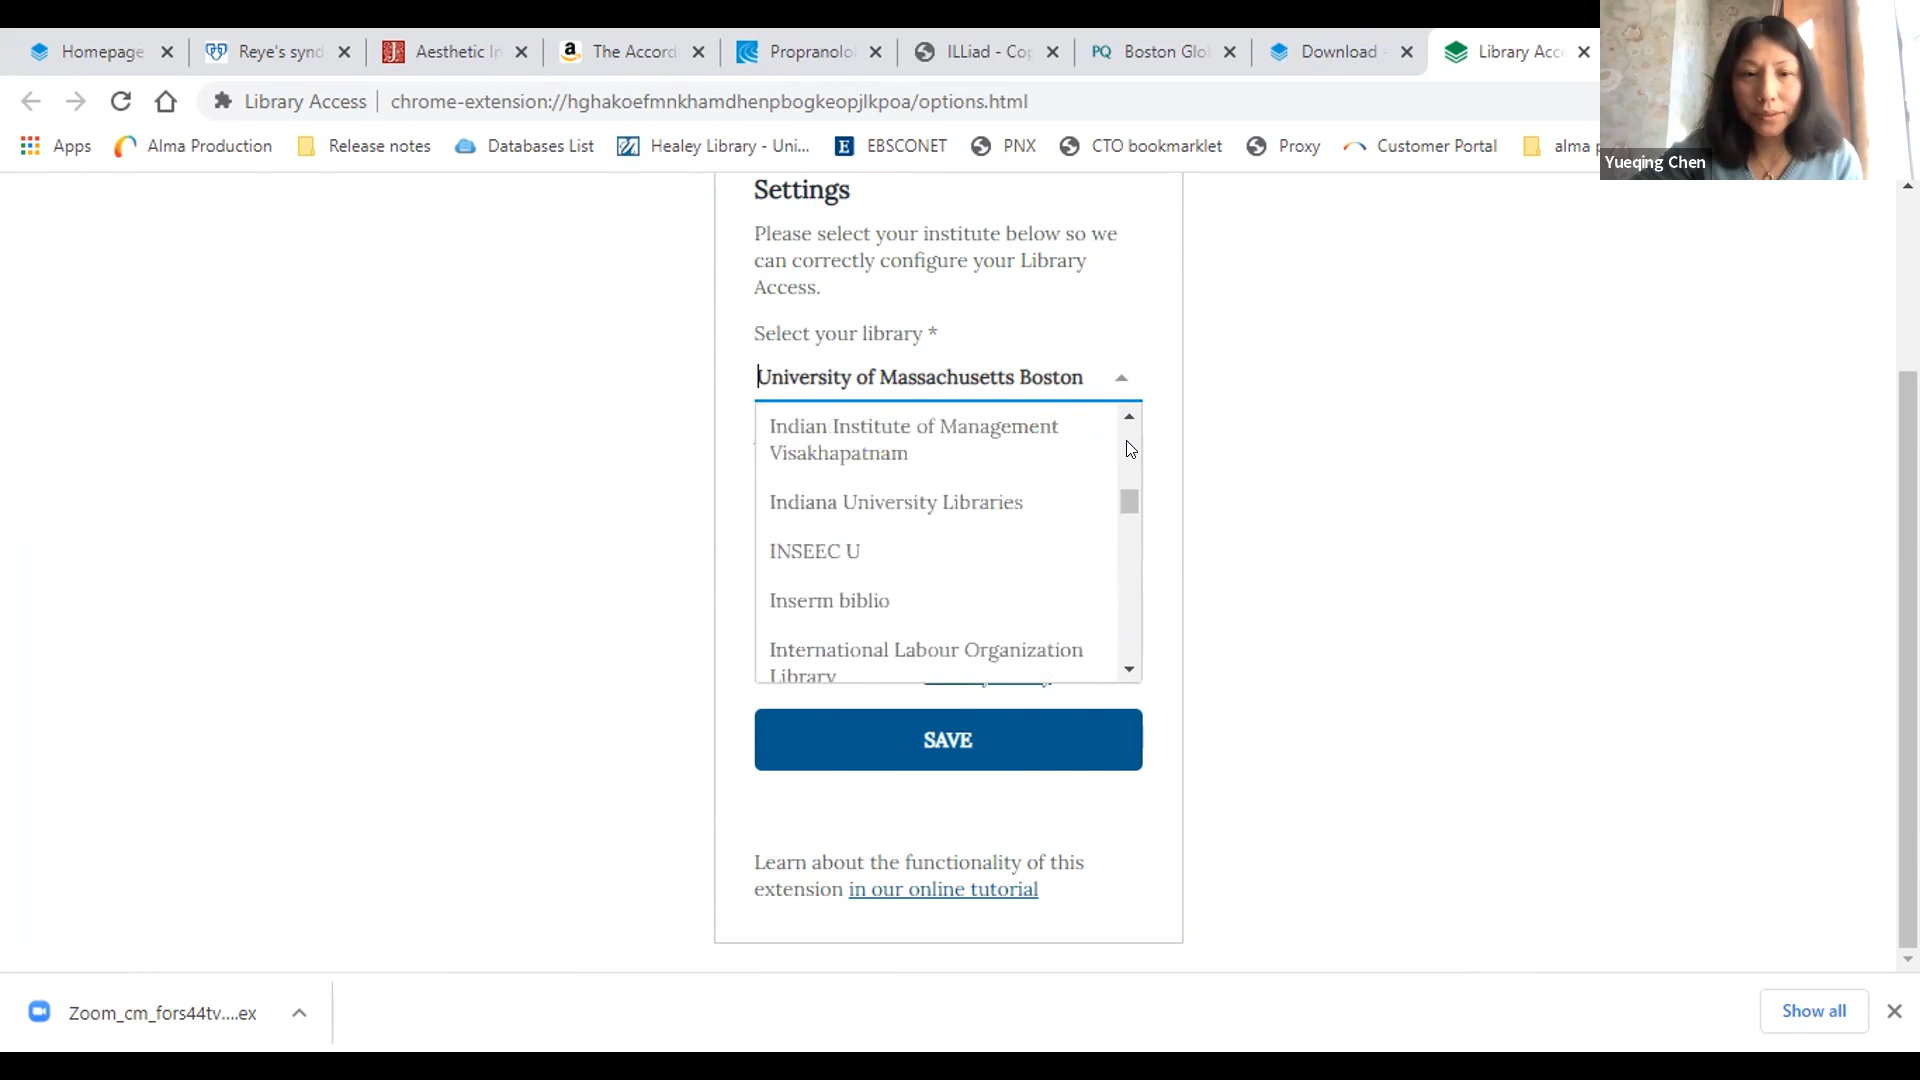 Homepage
Reye's synd
Aesthetic In
The Accord
Propranolol
ILLiad - Cop
Boston Glo
Download -
Library Acc
Library Access
chrome-extension://hghakoefmnkhamdhenpbogkeopjlkpoa/options.html
Apps
Alma Production
Release notes
Databases List
Healey Library - Uni...
EBSCONET
PNX
CTO bookmarklet
Proxy
Customer Portal
alma p
Yueqing Chen
Settings
Please select your institute below so we
can correctly configure your Library
Access.
Select your library *
University of Massachusetts Boston
Indian Institute of Management
Visakhapatnam
Indiana University Libraries
INSEEC U
Inserm biblio
International Labour Organization
Library
SAVE
Learn about the functionality of this
extension in our online tutorial
Zoom_cm_fors44tv....ex
Show all